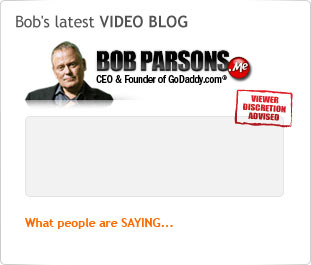 Bob's latest VIDEO BLOG
BOB PARSONS.Me
CEO & Founder of GoDaddy.com®
VIEWER
DISCRETION
ADVISED
What people are SAYING...